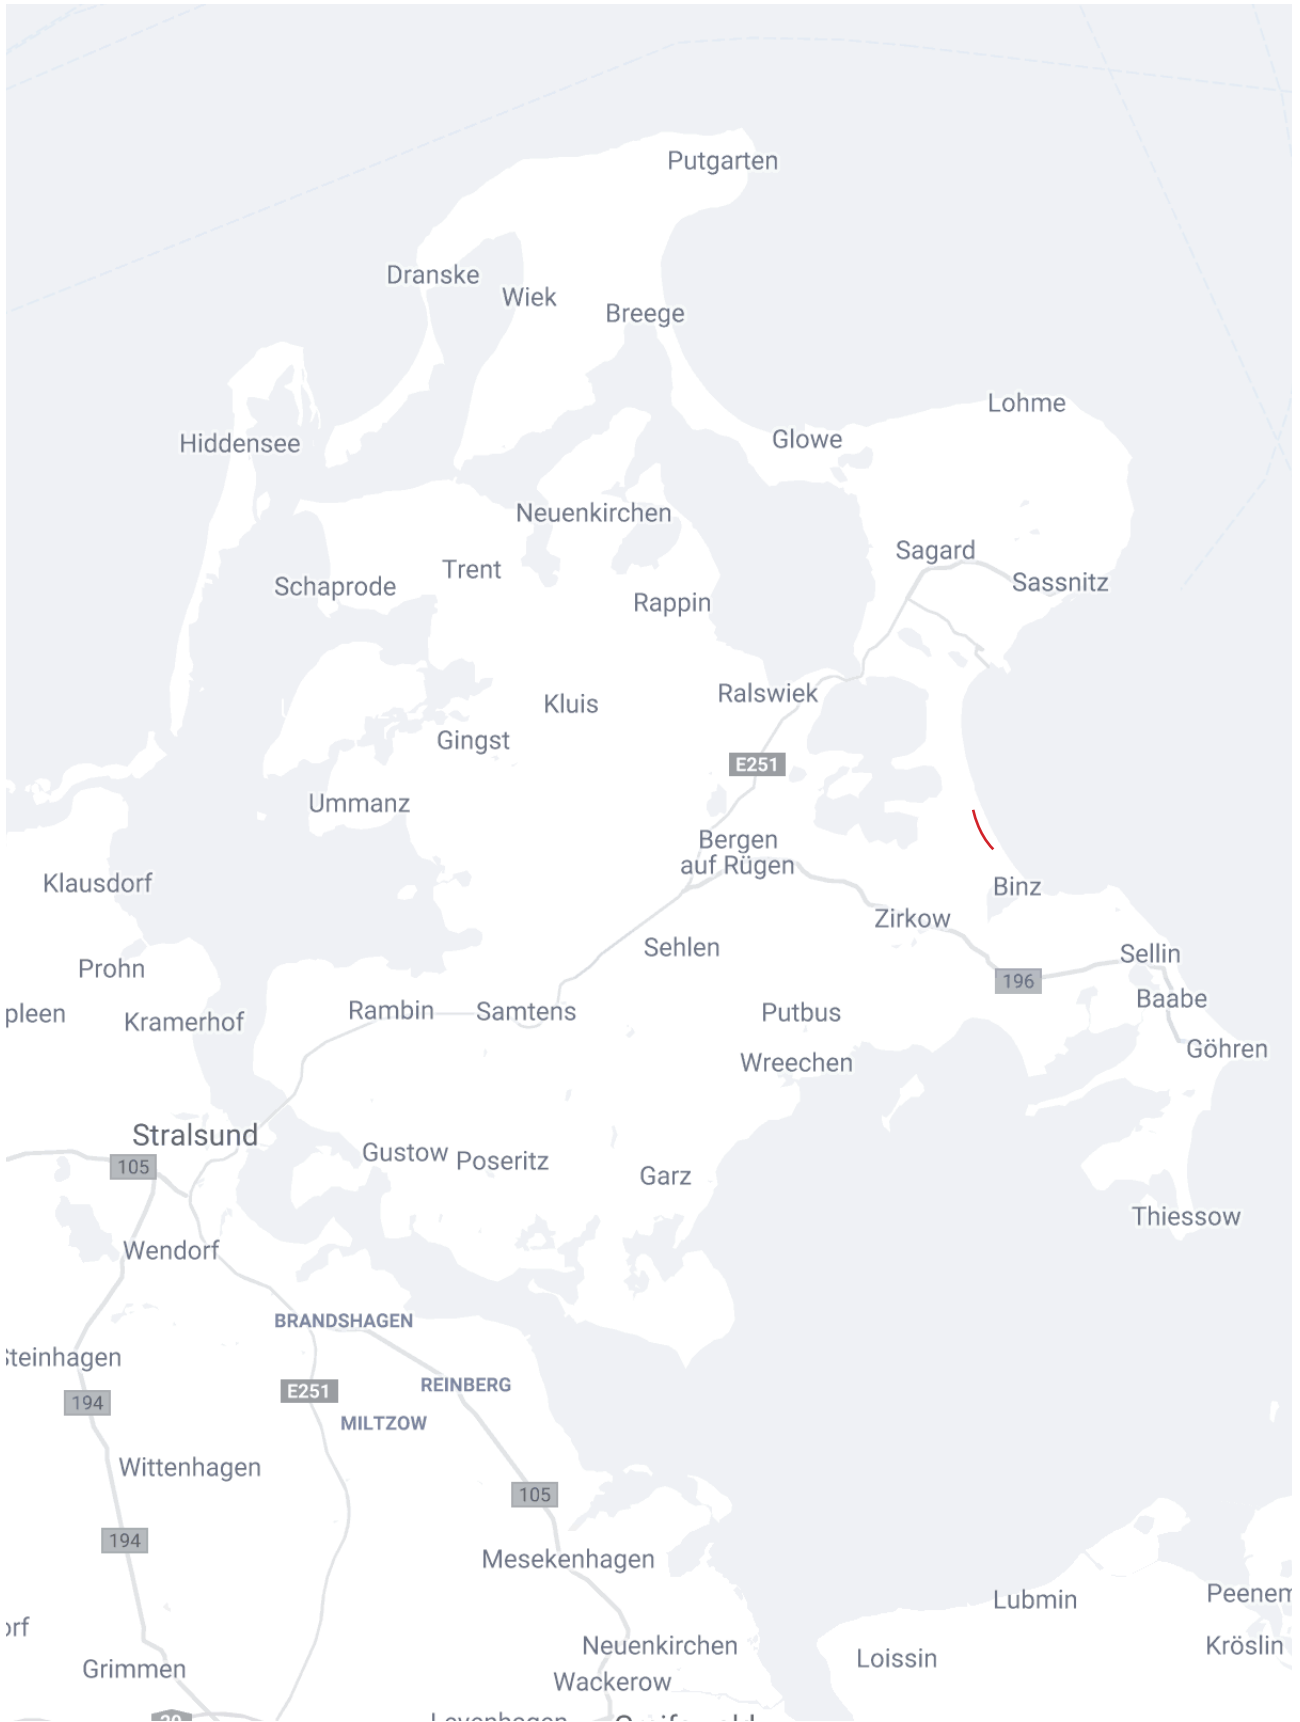 Putgarten
Dranske
Wiek
Breege
Lohme
Hiddensee
Glowe
Neuenkirchen
Sagard
Trent
Schaprode
Sassnitz
Rappin
Ralswiek
Kluis
Gingst
E251
Ummanz
Bergen
auf Rügen
Klausdorf
Binz
Zirkow
Sehlen
Sellin
Prohn
196
Baabe
Rambin
Samtens
Putbus
pleen
Kramerhof
Göhren
Wreechen
Stralsund
Gustow
Poseritz
105
Garz
Thiessow
Wendorf
BRANDSHAGEN
Steinhagen
REINBERG
E251
194
MILTZOW
Wittenhagen
105
194
Mesekenhagen
Peenem
Lubmin
orf
Neuenkirchen
Kröslin
Loissin
Grimmen
Wackerow